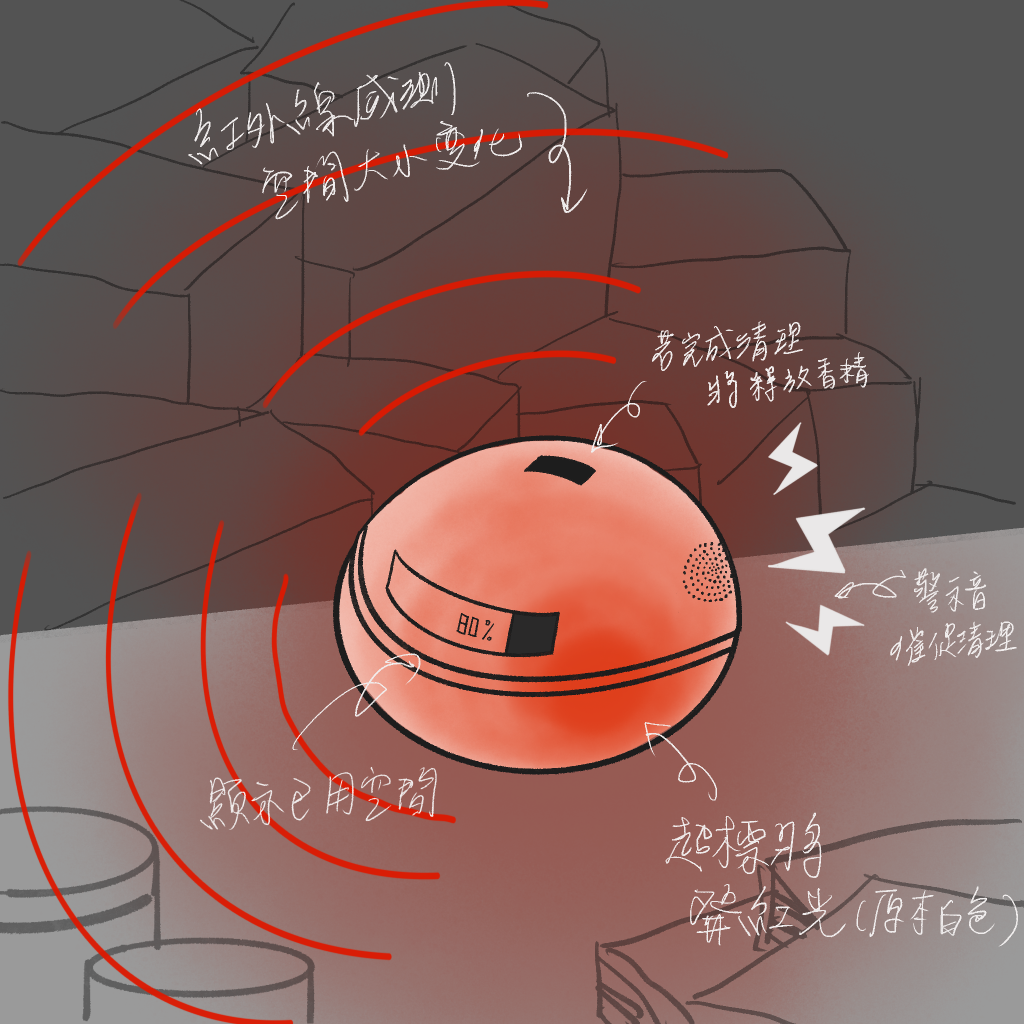 紅外線感測
空間大小變化
若完成清理
將釋放香精
警示音
催促清理
80%
顯示已用空間
超標將
發紅光(原本白色)